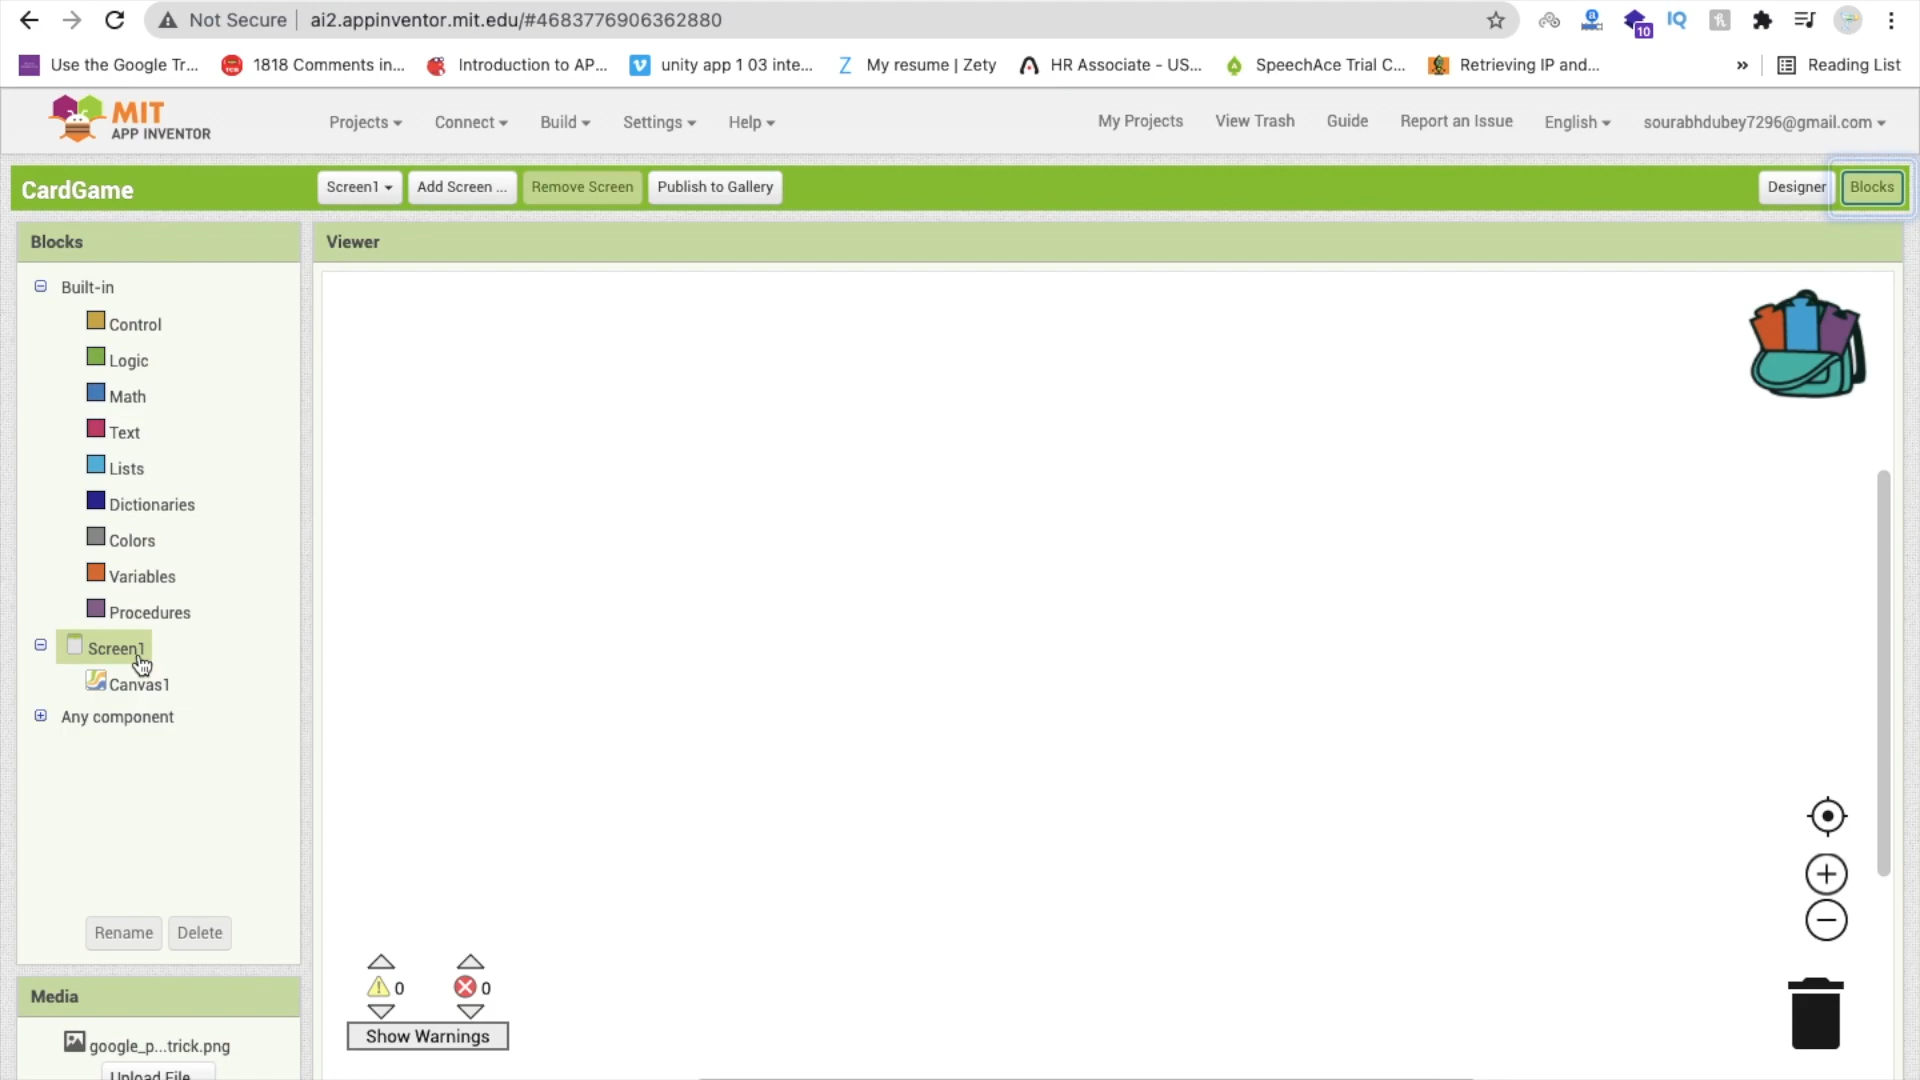 Not Secure ai2.appinventor.mit.edu/#4683776906362880
10
IQ
Use the Google Tr... 1818 Comments in... Introduction to AP... unity app 1 03 inte... My resume | Zety HR Associate - US... SpeechAce Trial C... Retrieving IP and... » Reading List
MIT
APP INVENTOR
Projects Connect Build Settings Help My Projects View Trash Guide Report an Issue English sourabhdubey7296@gmail.com
CardGame Screen1 Add Screen ... Remove Screen Publish to Gallery Designer Blocks
Blocks
Viewer
Built-in
Control
Logic
Math
Text
Lists
Dictionaries
Colors
Variables
Procedures
Screen1
Canvas1
Any component
Rename Delete
0 0
Show Warnings
Media
google_p...trick.png
Upload File